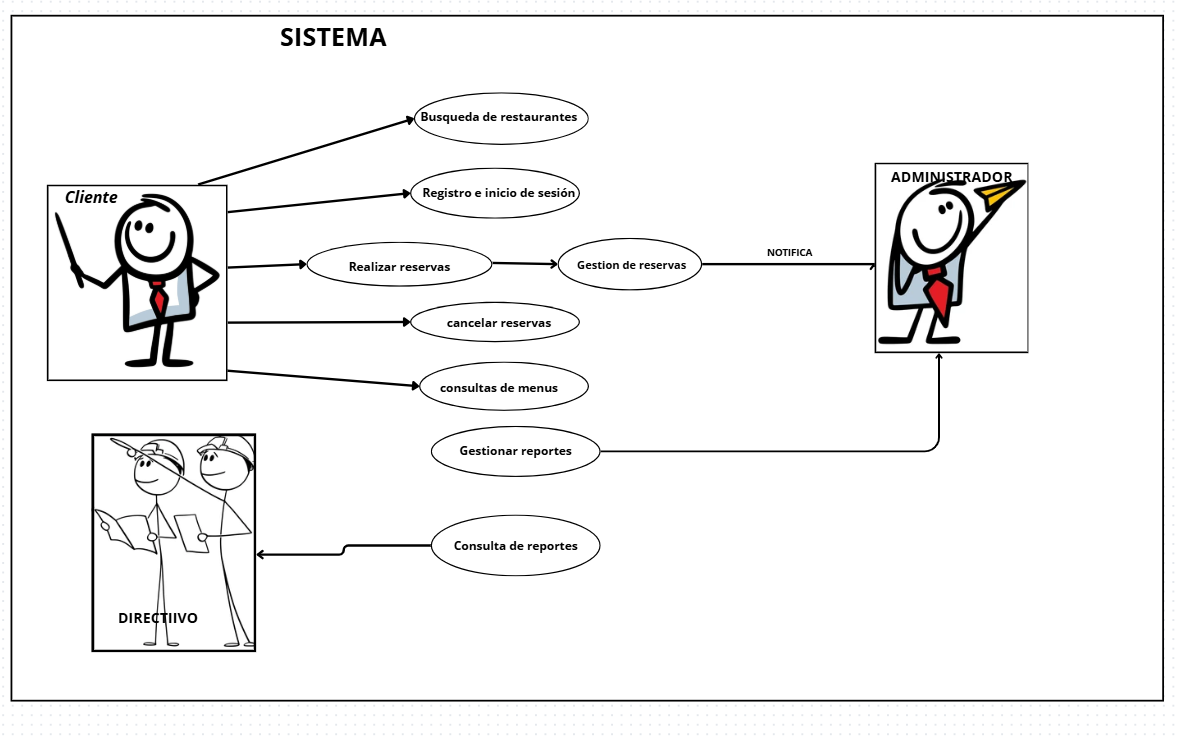 SISTEMA
Busqueda de restaurantes
Cliente
Registro e inicio de sesión
ADMINISTRADOR
Realizar reservas
Gestion de reservas
NOTIFICA
cancelar reservas
consultas de menus
Gestionar reportes
Consulta de reportes
DIRECTIIVO